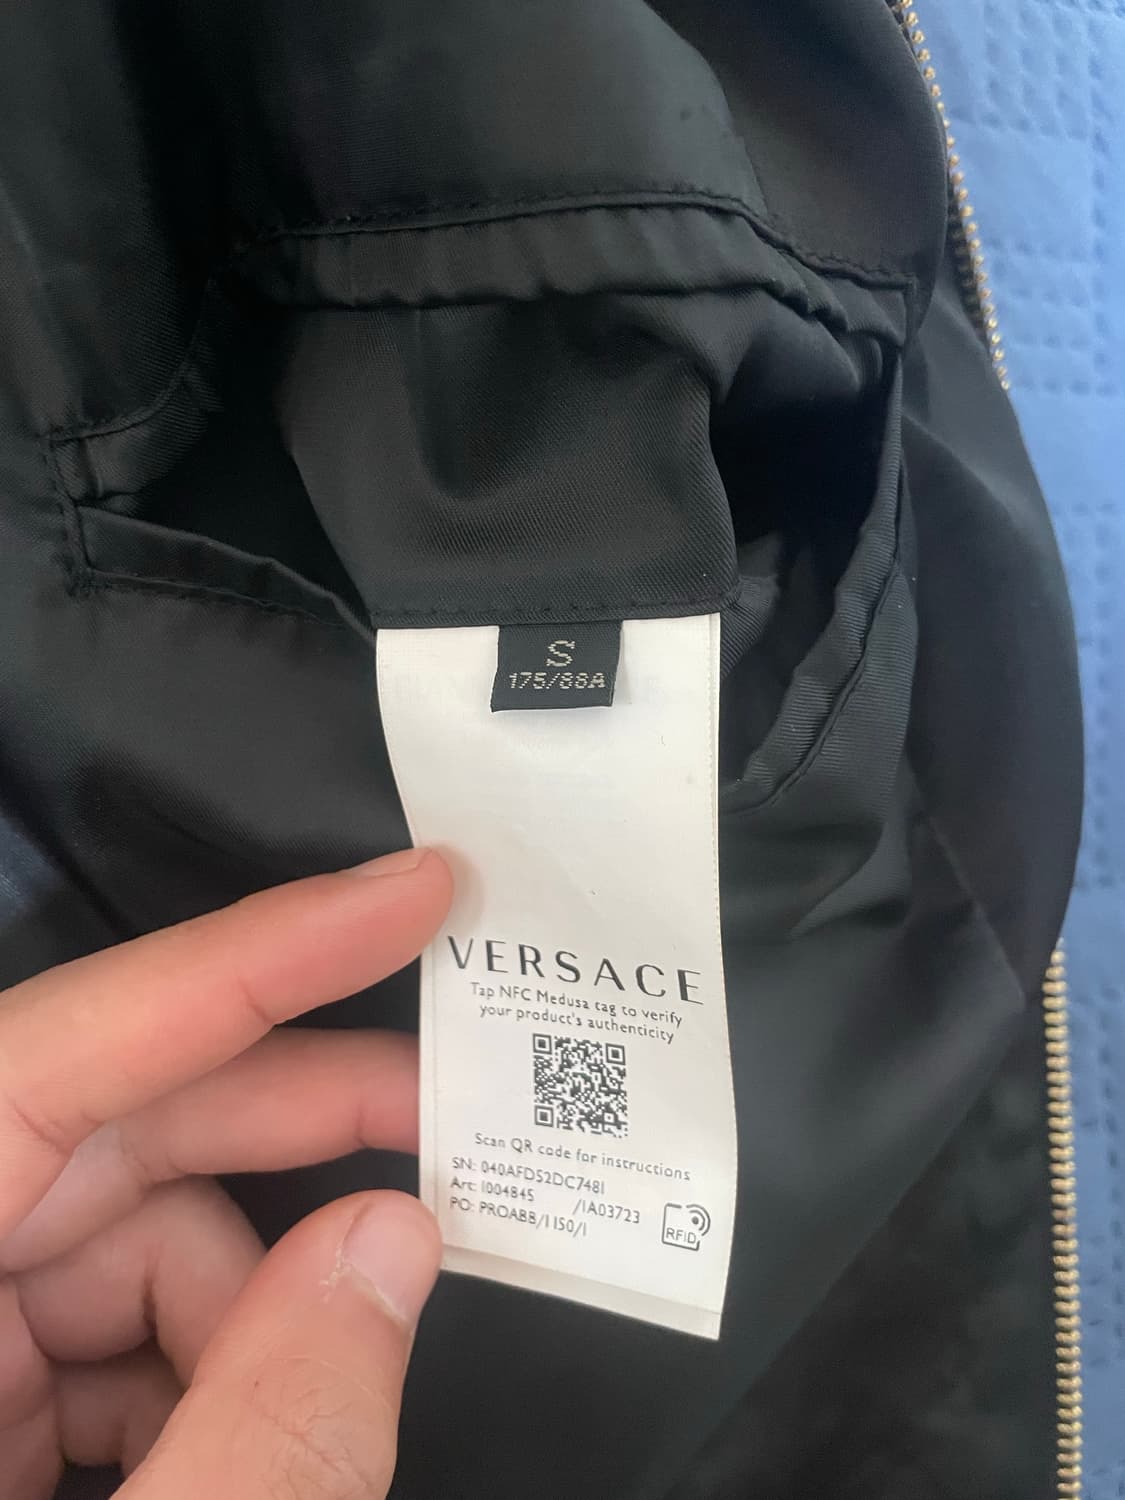 S
175/88A
VERSACE
Tap NFC Medusa tag to verify
your product's authenticity
Scan QR code for instructions
SN: 040AFD52DC7481
Art: 1004845 /1A03723
PO: PROABB/1150/1
RFID